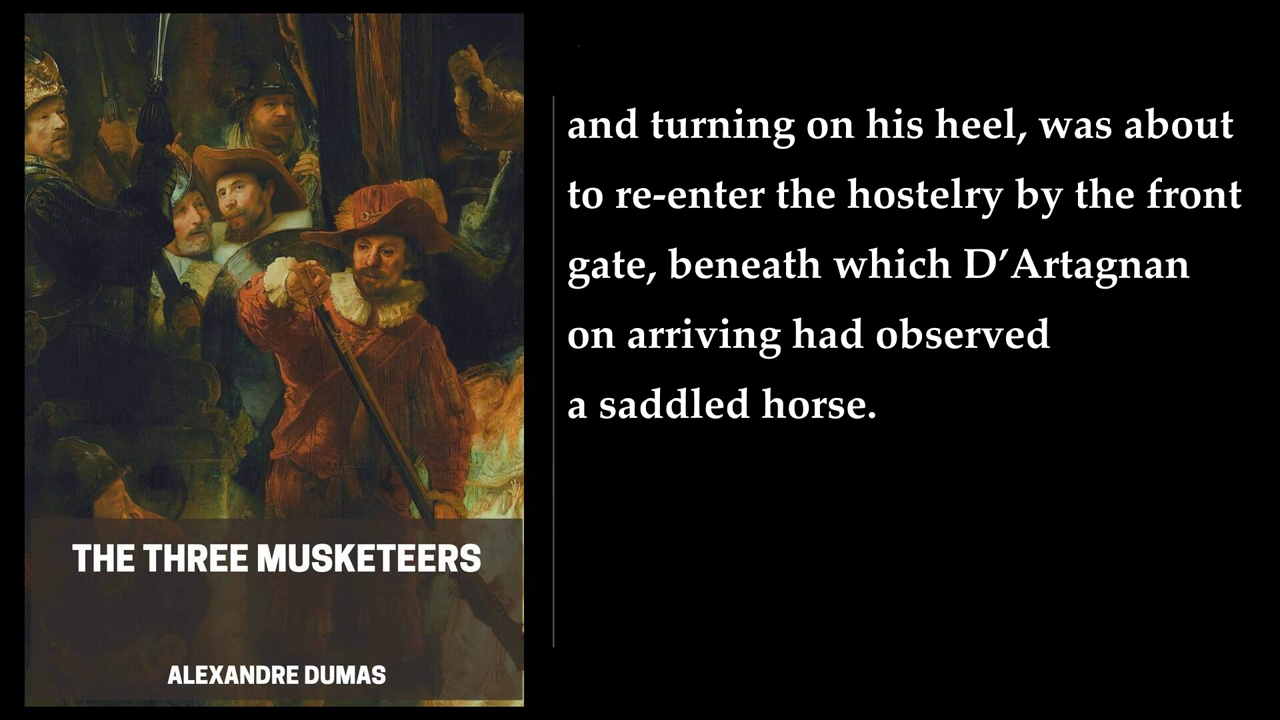 THE THREE MUSKETEERS
ALEXANDRE DUMAS
and turning on his heel, was about
to re-enter the hostelry by the front
gate, beneath which D’Artagnan
on arriving had observed
a saddled horse.